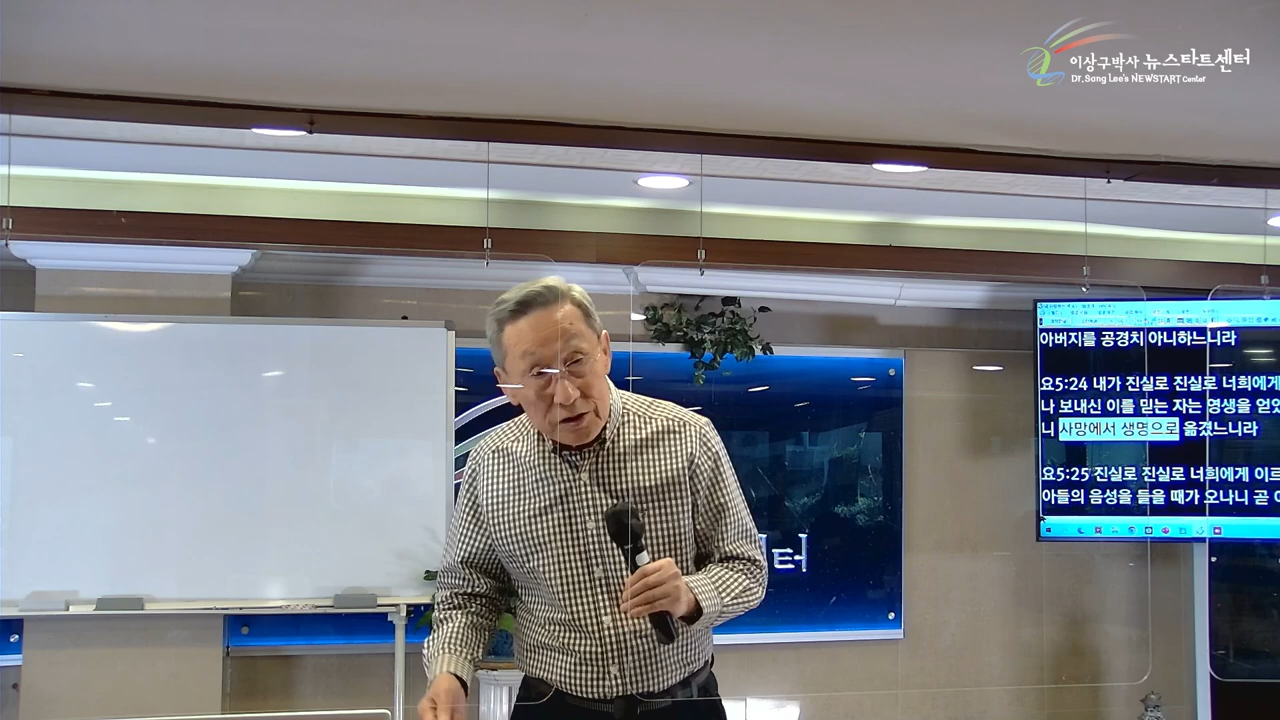 이상구박사 뉴스타트센터
Dr. Sang Lee's NEWSTART Center
아버지를 공경치 아니하느니라
요5:24 내가 진실로 진실로 너희에게
나 보내신 이를 믿는 자는 영생을
니 사망에서 생명으로 옮겼느니라
요5:25 진실로 진실로 너희에게
아들의 음성을 들을 때가 오나니 곧
터